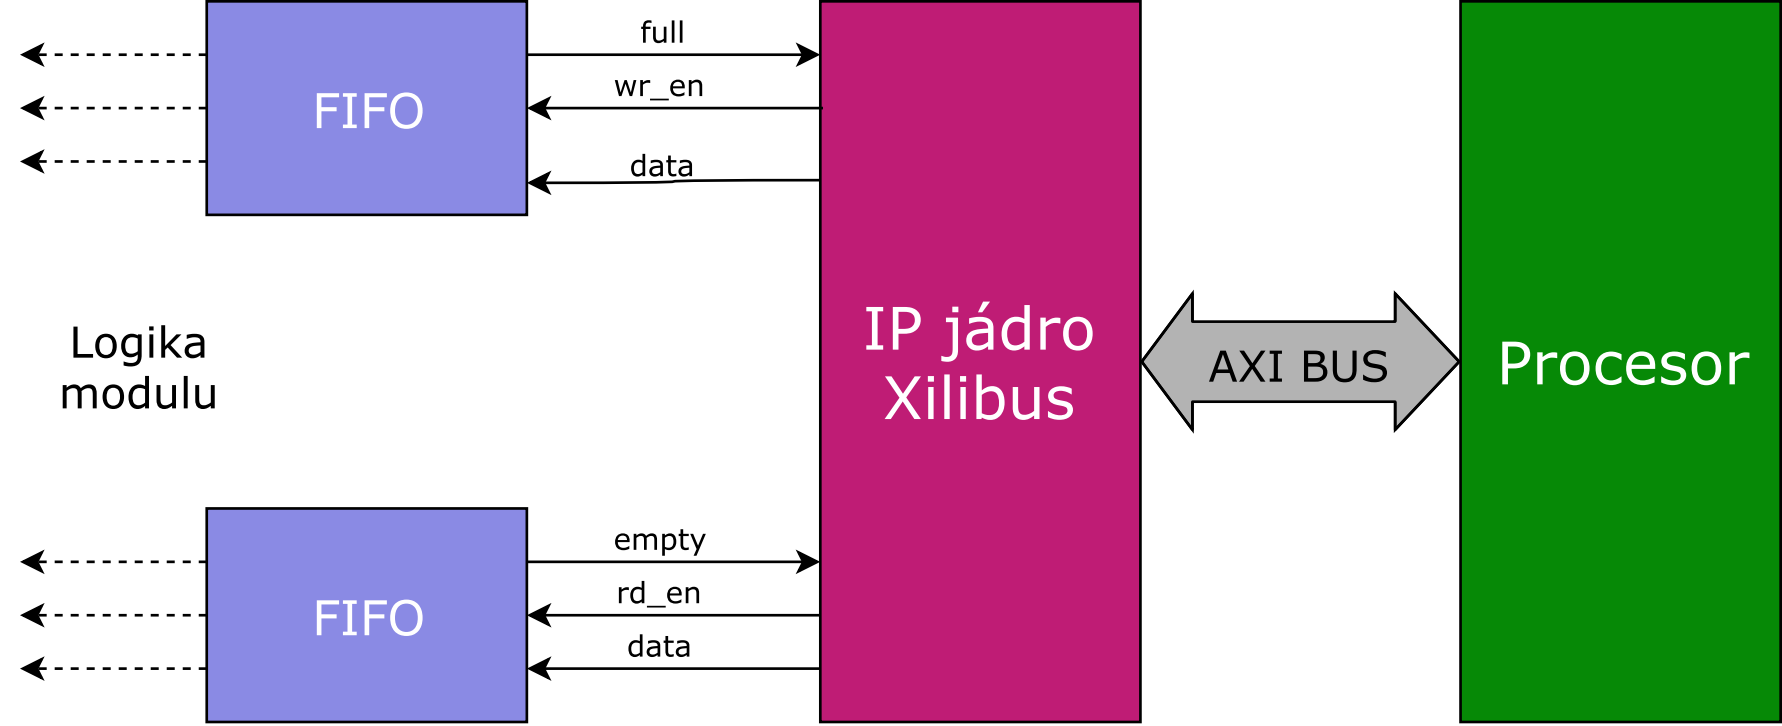 FIFO
full
wr_en
data
Logika
modulu
IP jádro
Xilibus
AXI BUS
Procesor
FIFO
empty
rd_en
data